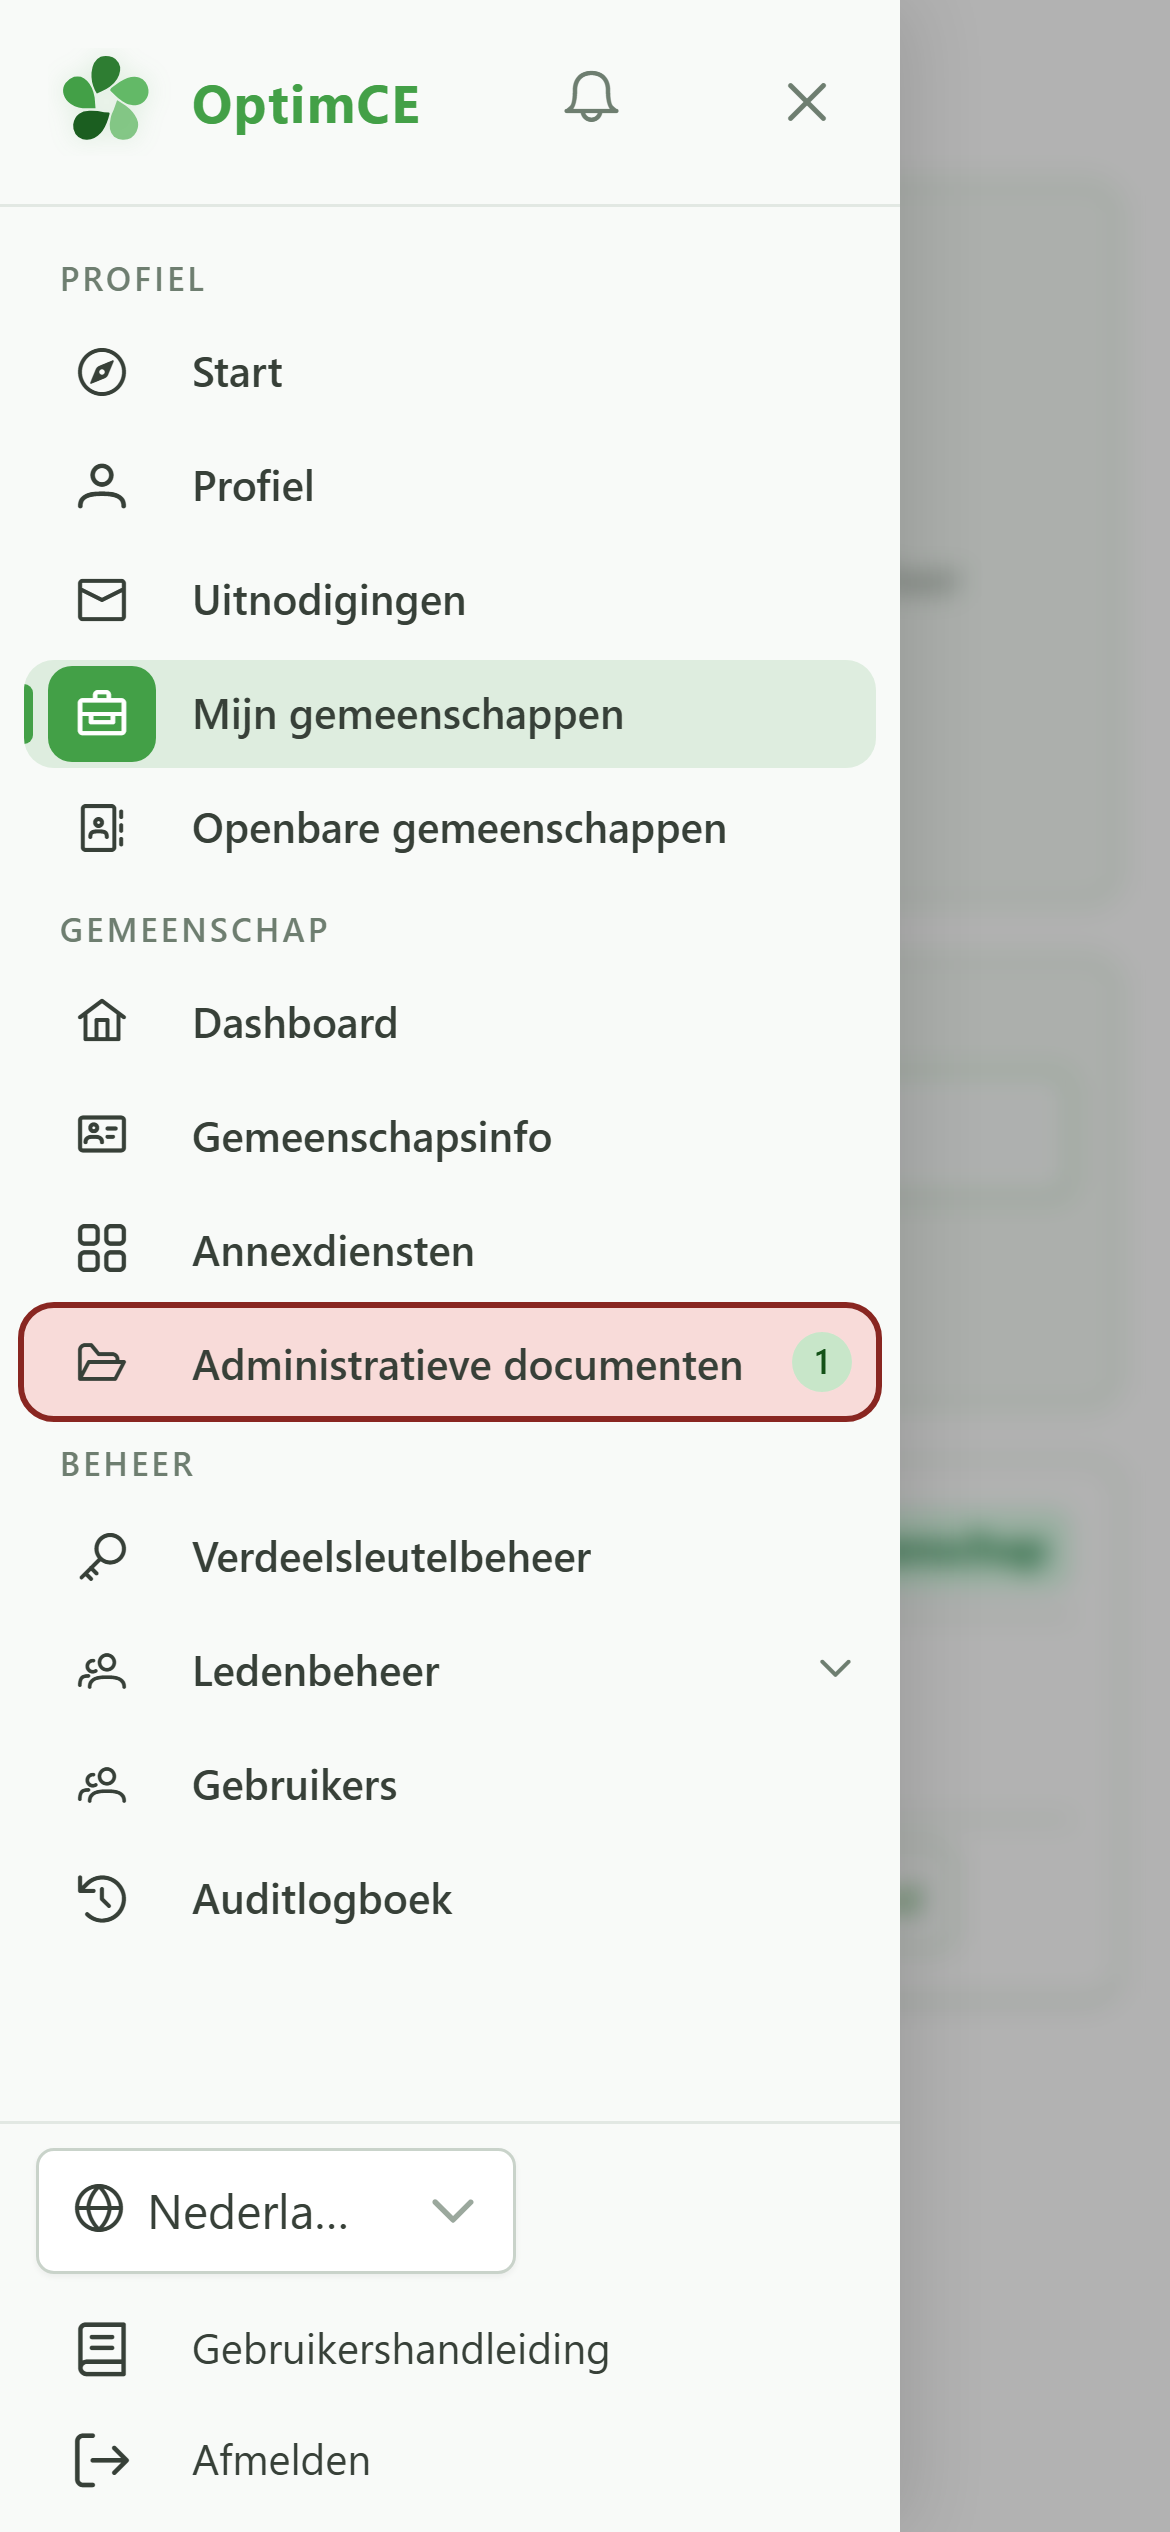 OptimCE
PROFIEL
Start
Profiel
Uitnodigingen
Mijn gemeenschappen
Openbare gemeenschappen
GEMEENSCHAP
Dashboard
Gemeenschapsinfo
Annexdiensten
Administratieve documenten 1
BEHEER
Verdeelsleutelbeheer
Ledenbeheer
Gebruikers
Auditlogboek
Nederla...
Gebruikershandleiding
Afmelden